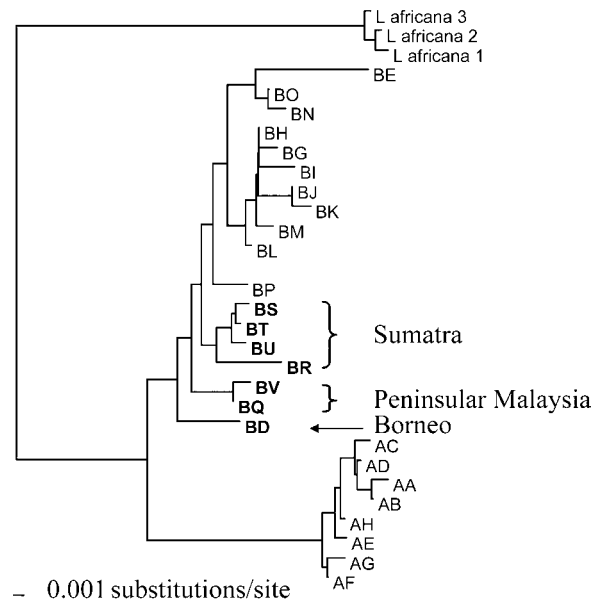 L africana 3
L africana 2
L africana 1
BE
BO
BN
BH
BG
BI
BJ
BK
BM
BL
BP
BS
BT
BU
BR
Sumatra
BV
BQ
Peninsular Malaysia
BD
Borneo
AC
AD
AA
AB
AH
AE
AG
AF
0.001 substitutions/site